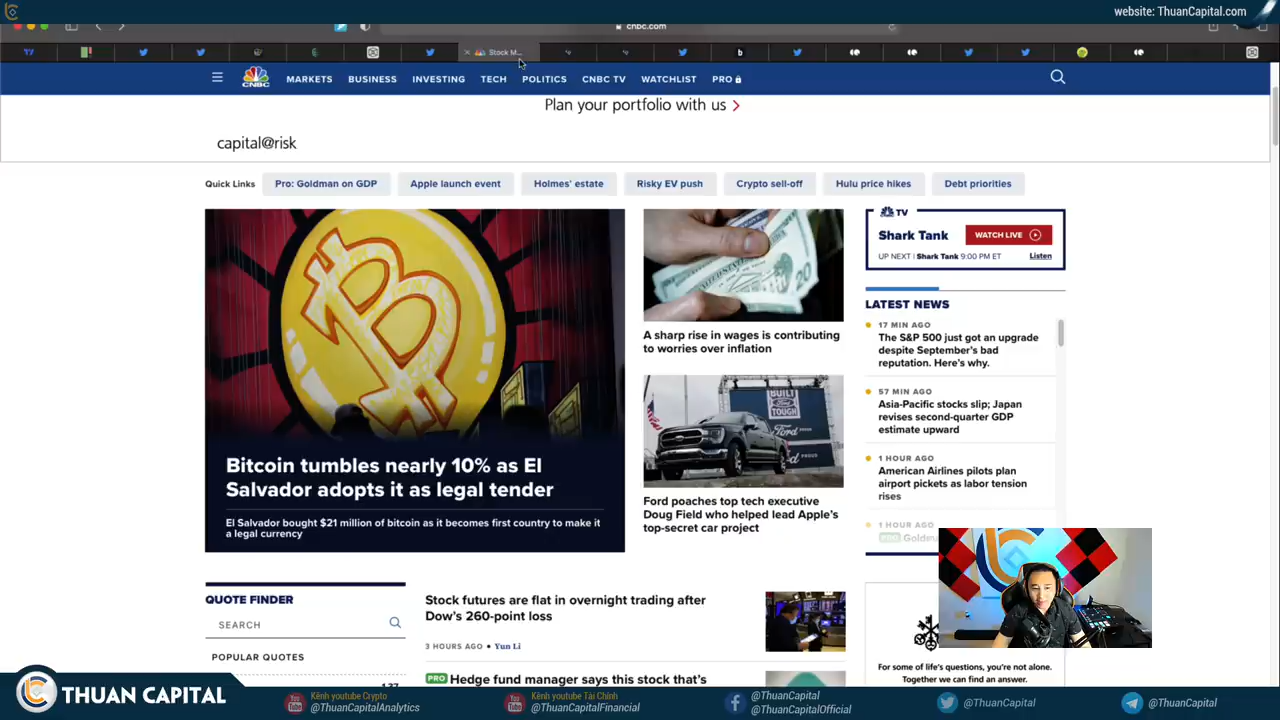 website: ThuanCapital.com
cnbc.com
Stock M...
CNBC
MARKETS
BUSINESS
INVESTING
TECH
POLITICS
CNBC TV
WATCHLIST
PRO
Plan your portfolio with us
capital@risk
Quick Links
Pro: Goldman on GDP
Apple launch event
Holmes' estate
Risky EV push
Crypto sell-off
Hulu price hikes
Debt priorities
Bitcoin tumbles nearly 10% as El
Salvador adopts it as legal tender
El Salvador bought $21 million of bitcoin as it becomes first country to make it
a legal currency
A sharp rise in wages is contributing
to worries over inflation
BUILT
Ford
Ford poaches top tech executive
Doug Field who helped lead Apple's
top-secret car project
TV
Shark Tank
WATCH LIVE
UP NEXT | Shark Tank 9:00 PM ET
Listen
LATEST NEWS
17 MIN AGO
The S&P 500 just got an upgrade
despite September's bad
reputation. Here's why.
57 MIN AGO
Asia-Pacific stocks slip; Japan
revises second-quarter GDP
estimate upward
1 HOUR AGO
American Airlines pilots plan
airport pickets as labor tension
rises
1 HOUR AGO
PRO
QUOTE FINDER
SEARCH
POPULAR QUOTES
Stock futures are flat in overnight trading after
Dow's 260-point loss
3 HOURS AGO • Yun Li
PRO Hedge fund manager says this stock that's
For some of life's questions, you're not alone.
Together we can find an answer.
THUAN CAPITAL
Kênh youtube Crypto
@ThuanCapitalAnalytics
Kênh youtube Tài Chính
@ThuanCapitalFinancial
@ThuanCapital
@ThuanCapitalOfficial
@ThuanCapital
@ThuanCapital